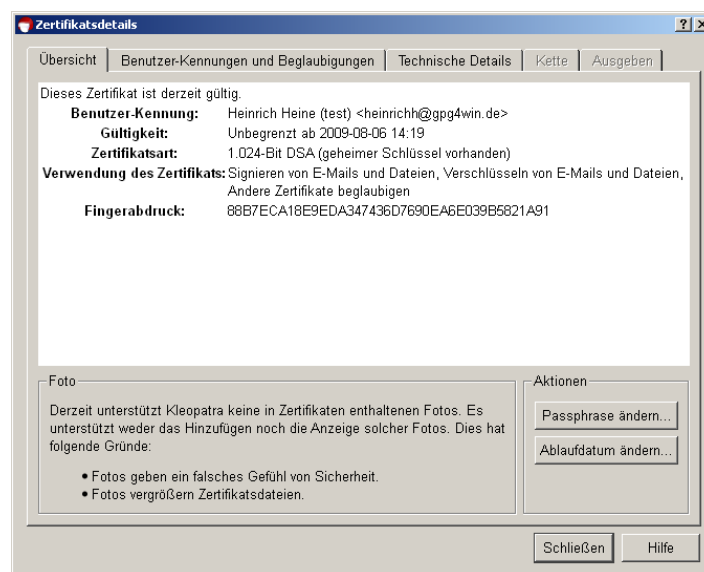 Zertifikatsdetails
Übersicht
Benutzer-Kennungen und Beglaubigungen
Technische Details
Kette
Ausgeben
Dieses Zertifikat ist derzeit gültig.
Benutzer-Kennung: Heinrich Heine (test) <heinrichh@gpg4win.de>
Gültigkeit: Unbegrenzt ab 2009-08-06 14:19
Zertifikatsart: 1.024-Bit DSA (geheimer Schlüssel vorhanden)
Verwendung des Zertifikats: Signieren von E-Mails und Dateien, Verschlüsseln von E-Mails und Dateien,
Andere Zertifikate beglaubigen
Fingerabdruck: 88B7ECA18E9EDA347436D7690EA6E039B5821A91
Foto
Derzeit unterstützt Kleopatra keine in Zertifikaten enthaltenen Fotos. Es
unterstützt weder das Hinzufügen noch die Anzeige solcher Fotos. Dies hat
folgende Gründe:
• Fotos geben ein falsches Gefühl von Sicherheit.
• Fotos vergrößern Zertifikatsdateien.
Aktionen
Passphrase ändern...
Ablaufdatum ändern...
Schließen
Hilfe